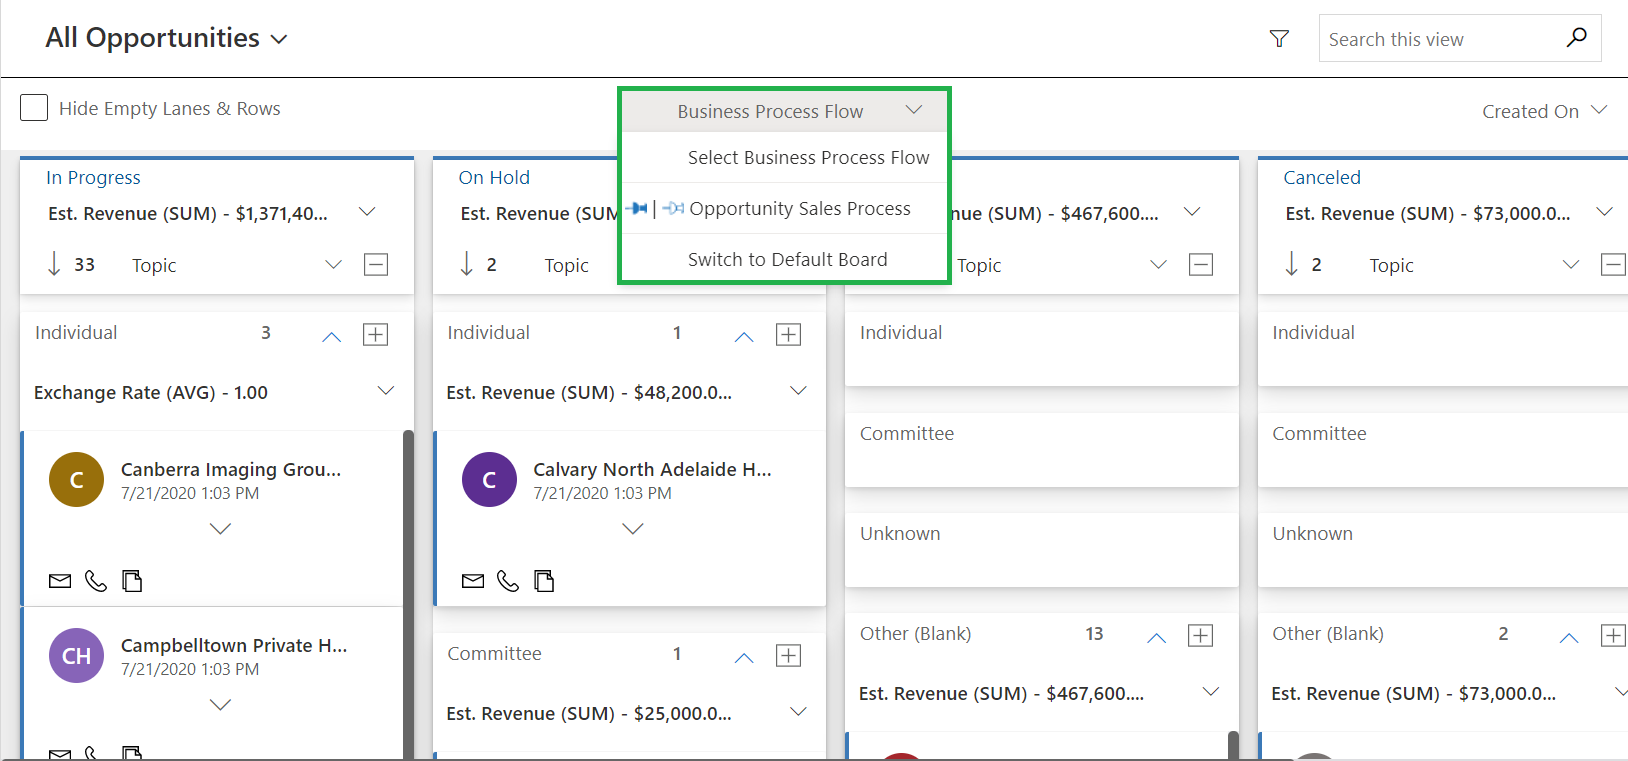 All Opportunities
Search this view
Hide Empty Lanes & Rows
Business Process Flow
Created On
Select Business Process Flow
| Opportunity Sales Process
Switch to Default Board
In Progress
Est. Revenue (SUM) - $1,371,40...
33 Topic
Individual 3
Exchange Rate (AVG) - 1.00
C
Canberra Imaging Grou...
7/21/2020 1:03 PM
CH
Campbelltown Private H...
7/21/2020 1:03 PM
On Hold
Est. Revenue (SUM
2 Topic
Individual 1
Est. Revenue (SUM) - $48,200.0...
C
Calvary North Adelaide H...
7/21/2020 1:03 PM
Committee 1
Est. Revenue (SUM) - $25,000.0...
nue (SUM) - $467,600....
Topic
Individual
Committee
Unknown
Other (Blank) 13
Est. Revenue (SUM) - $467,600....
Canceled
Est. Revenue (SUM) - $73,000.0...
2 Topic
Individual
Committee
Unknown
Other (Blank) 2
Est. Revenue (SUM) - $73,000.0...